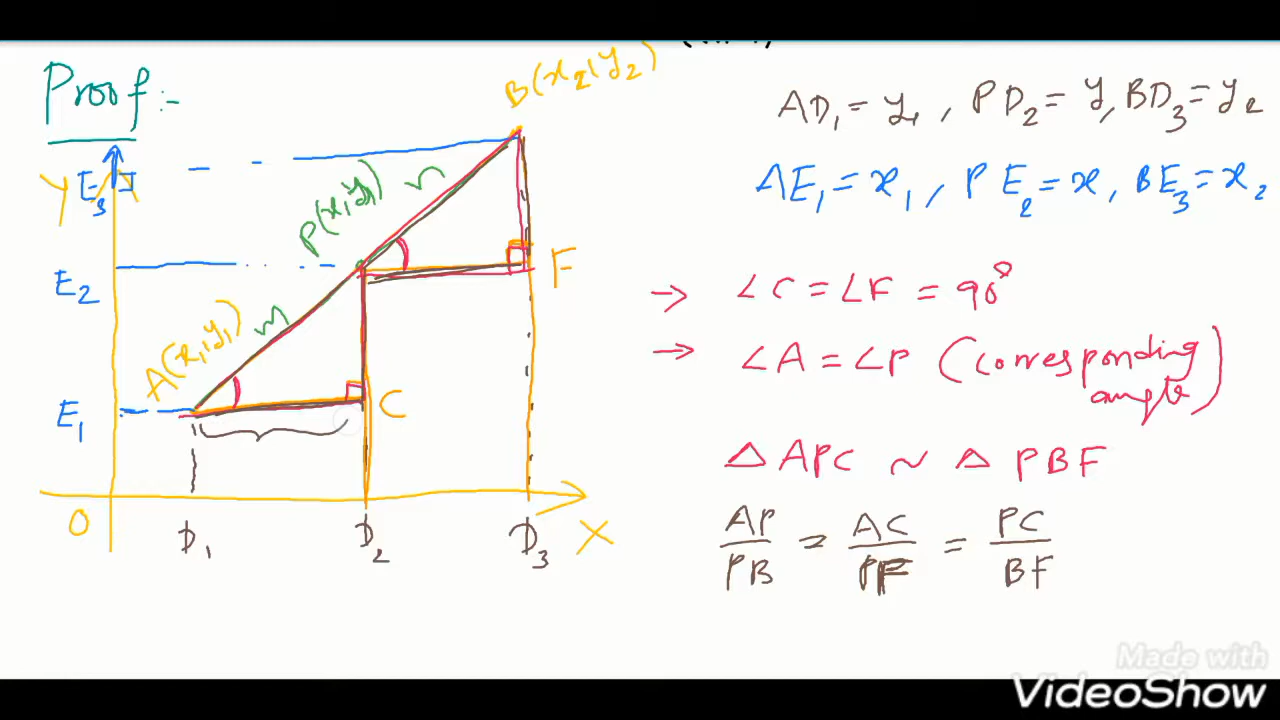 Proof :-
B(x2, y2)
AD1 = y1, PD2 = y, BD3 = y2
AE1 = x1, PE2 = x, BE3 = x2
Y
E3
P(x, y)
n
E2
F
m
A(x1, y1)
C
E1
→ ∠C = ∠F = 90°
→ ∠A = ∠P (corresponding angle)
△ APC ~ △ PBF
AP/PB = AC/PF = PC/BF
O
D1
D2
D3
X
Made with
VideoShow